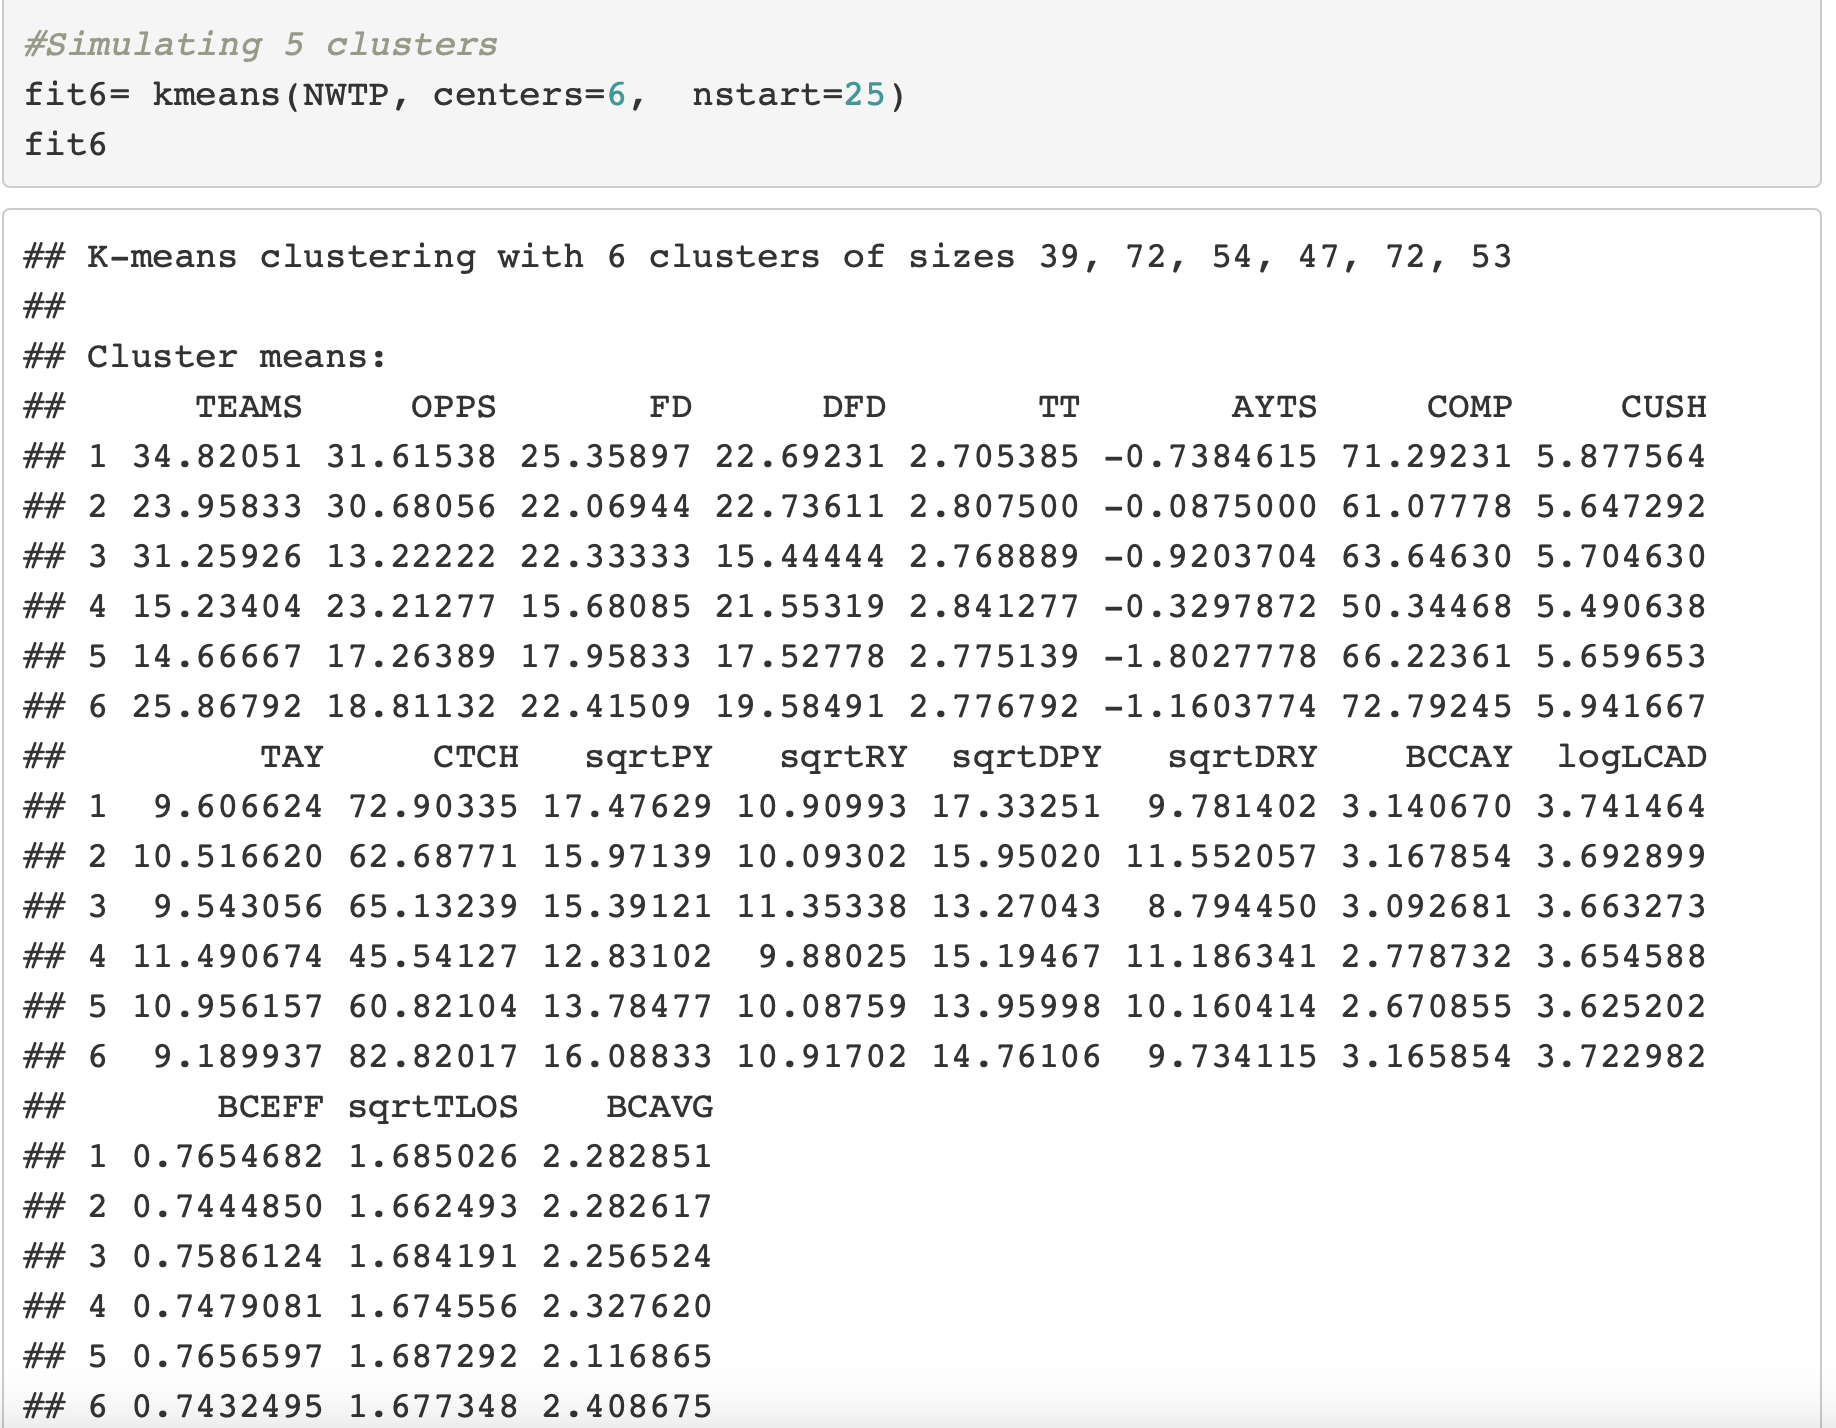 #Simulating 5 clusters
fit6= kmeans(NWTP, centers=6,  nstart=25)
fit6
## K-means clustering with 6 clusters of sizes 39, 72, 54, 47, 72, 53
##
## Cluster means:
##      TEAMS     OPPS       FD      DFD       TT       AYTS     COMP     CUSH
## 1 34.82051 31.61538 25.35897 22.69231 2.705385 -0.7384615 71.29231 5.877564
## 2 23.95833 30.68056 22.06944 22.73611 2.807500 -0.0875000 61.07778 5.647292
## 3 31.25926 13.22222 22.33333 15.44444 2.768889 -0.9203704 63.64630 5.704630
## 4 15.23404 23.21277 15.68085 21.55319 2.841277 -0.3297872 50.34468 5.490638
## 5 14.66667 17.26389 17.95833 17.52778 2.775139 -1.8027778 66.22361 5.659653
## 6 25.86792 18.81132 22.41509 19.58491 2.776792 -1.1603774 72.79245 5.941667
##         TAY     CTCH   sqrtPY   sqrtRY  sqrtDPY   sqrtDRY    BCCAY  logLCAD
## 1  9.606624 72.90335 17.47629 10.90993 17.33251  9.781402 3.140670 3.741464
## 2 10.516620 62.68771 15.97139 10.09302 15.95020 11.552057 3.167854 3.692899
## 3  9.543056 65.13239 15.39121 11.35338 13.27043  8.794450 3.092681 3.663273
## 4 11.490674 45.54127 12.83102  9.88025 15.19467 11.186341 2.778732 3.654588
## 5 10.956157 60.82104 13.78477 10.08759 13.95998 10.160414 2.670855 3.625202
## 6  9.189937 82.82017 16.08833 10.91702 14.76106  9.734115 3.165854 3.722982
##       BCEFF sqrtTLOS    BCAVG
## 1 0.7654682 1.685026 2.282851
## 2 0.7444850 1.662493 2.282617
## 3 0.7586124 1.684191 2.256524
## 4 0.7479081 1.674556 2.327620
## 5 0.7656597 1.687292 2.116865
## 6 0.7432495 1.677348 2.408675